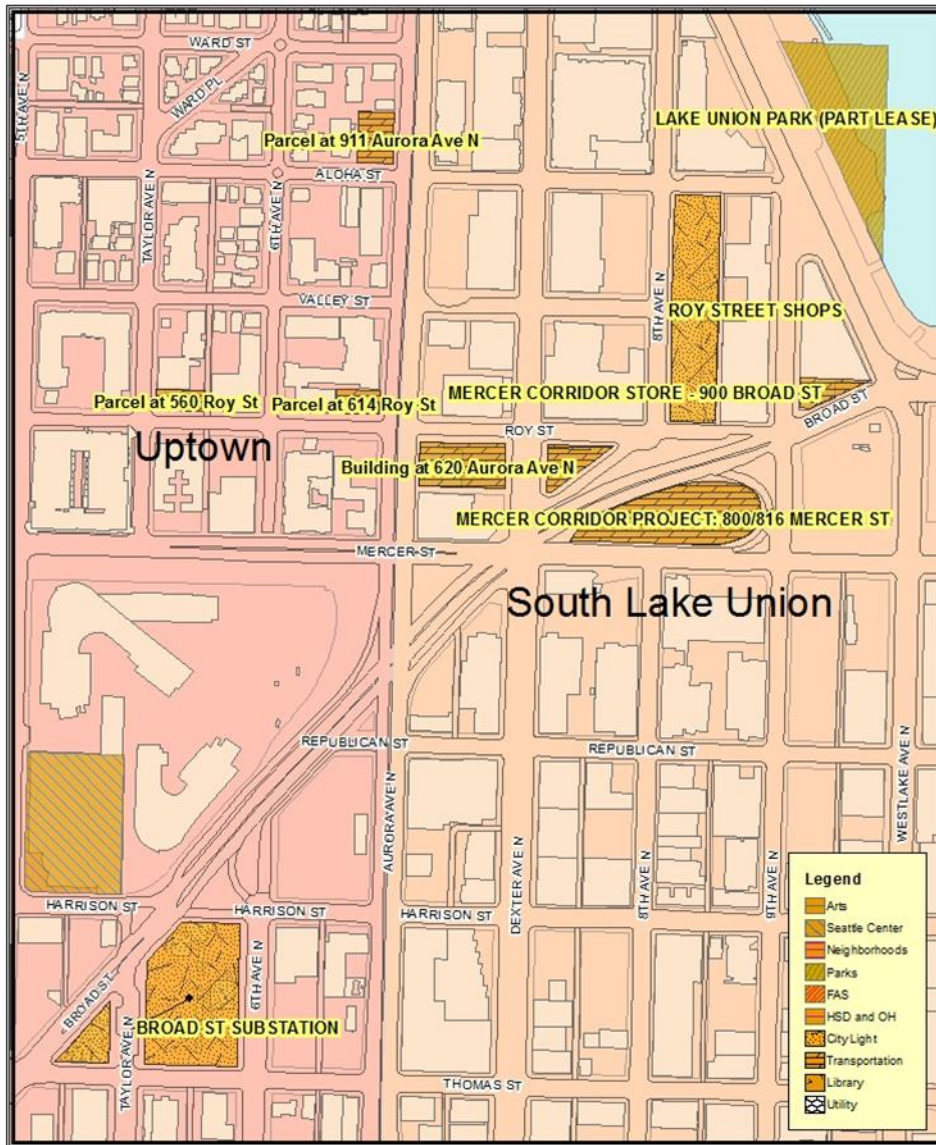 WARD ST
5TH AVE N
WARD PL
LAKE UNION PARK (PART LEASE)
Parcel at 911 Aurora Ave N
ALOHA ST
TAYLOR AVE N
6TH AVE N
VALLEY ST
8TH AVE N
ROY STREET SHOPS
Parcel at 560 Roy St
Parcel at 614 Roy St
MERCER CORRIDOR STORE - 900 BROAD ST
BROAD ST
ROY ST
Uptown
Building at 620 Aurora Ave N
MERCER CORRIDOR PROJECT: 800/816 MERCER ST
MERCER ST
South Lake Union
REPUBLICAN ST
REPUBLICAN ST
AURORA AVE N
WESTLAKE AVE N
DEXTER AVE N
8TH AVE N
9TH AVE N
HARRISON ST
HARRISON ST
HARRISON ST
BROAD ST
6TH AVE N
BROAD ST SUBSTATION
TAYLOR AVE N
THOMAS ST
Legend
Arts
Seattle Center
Neighborhoods
Parks
FAS
HSD and OH
City Light
Transportation
Library
Utility